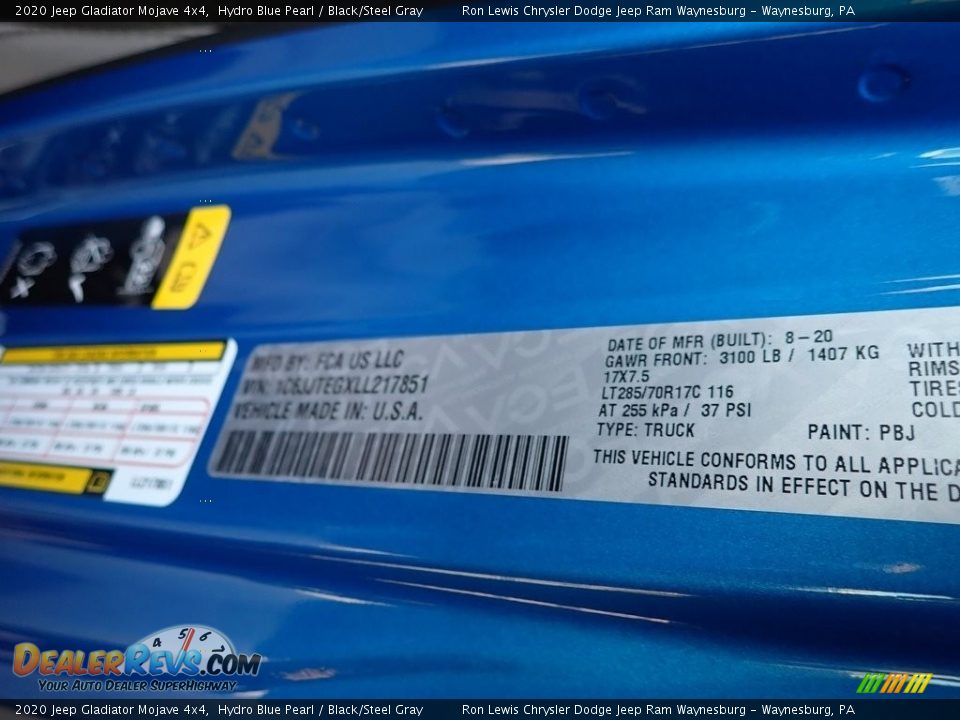 2020 Jeep Gladiator Mojave 4x4, Hydro Blue Pearl / Black/Steel Gray Ron Lewis Chrysler Dodge Jeep Ram Waynesburg - Waynesburg, PA
MFD BY: FCA US LLC
VIN: 1C6JJTEGXLL217851
VEHICLE MADE IN: U.S.A.
DATE OF MFR (BUILT): 8-20
GAWR FRONT: 3100 LB / 1407 KG
17X7.5
LT285/70R17C 116
AT 255 kPa / 37 PSI
TYPE: TRUCK PAINT: PBJ
THIS VEHICLE CONFORMS TO ALL APPLICA
STANDARDS IN EFFECT ON THE D
WITH
RIMS
TIRES
COLD
DEALERREVS.COM
YOUR AUTO DEALER SUPERHIGHWAY
4 5 6
2020 Jeep Gladiator Mojave 4x4, Hydro Blue Pearl / Black/Steel Gray Ron Lewis Chrysler Dodge Jeep Ram Waynesburg - Waynesburg, PA